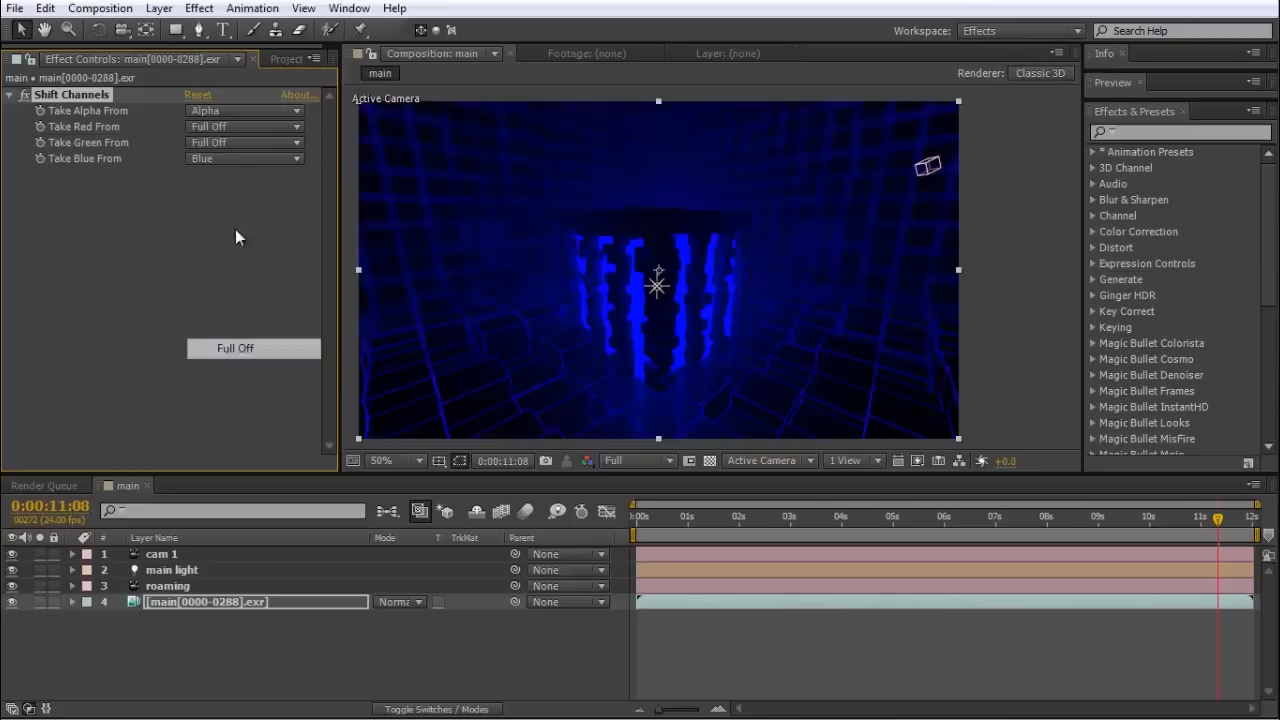 File Edit Composition Layer Effect Animation View Window Help
Workspace: Effects Search Help
Effect Controls: main[0000-0288].exr Project
Composition: main Footage: (none) Layer: (none)
Info
main • main[0000-0288].exr
main Renderer: Classic 3D
Preview
fx Shift Channels Reset About...
Active Camera
Take Alpha From Alpha
Take Red From Full Off
Take Green From Full Off
Take Blue From Blue
Full Off
Effects & Presets
* Animation Presets
3D Channel
Audio
Blur & Sharpen
Channel
Color Correction
Distort
Expression Controls
Generate
Ginger HDR
Key Correct
Keying
Magic Bullet Colorista
Magic Bullet Cosmo
Magic Bullet Denoiser
Magic Bullet Frames
Magic Bullet InstantHD
Magic Bullet Looks
Magic Bullet MisFire
Magic Bullet Mojo
50% 0:00:11:08 Full Active Camera 1 View +0.0
Render Queue main
0:00:11:08
00272 (24.00 fps)
:00s 01s 02s 03s 04s 05s 06s 07s 08s 09s 10s 11s 12s
# Layer Name Mode T TrkMat Parent
1 cam 1 None
2 main light None
3 roaming None
4 [main[0000-0288].exr] Norma None
Toggle Switches / Modes